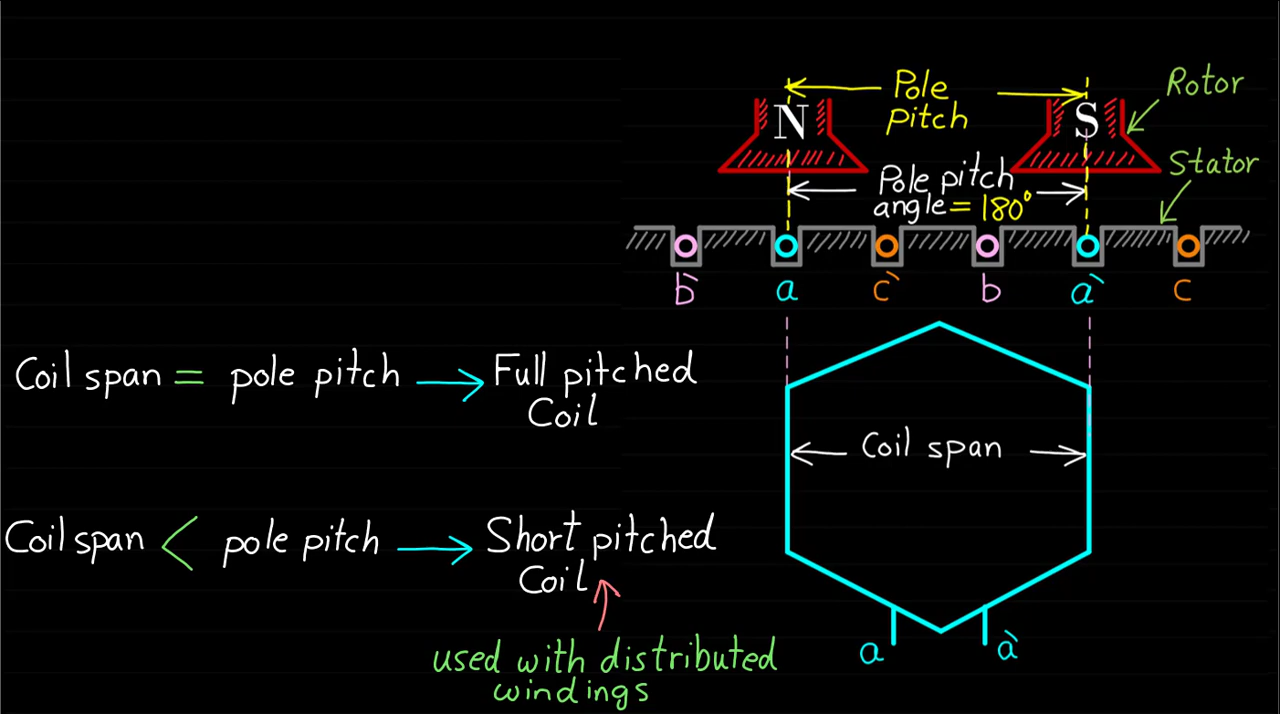 Pole
pitch
Rotor
N
S
Stator
Pole pitch
angle = 180°
b`
a
c`
b
a`
c
Coil span = pole pitch → Full pitched
Coil
Coil span
Coil span < pole pitch → Short pitched
Coil
a
a`
used with distributed
windings